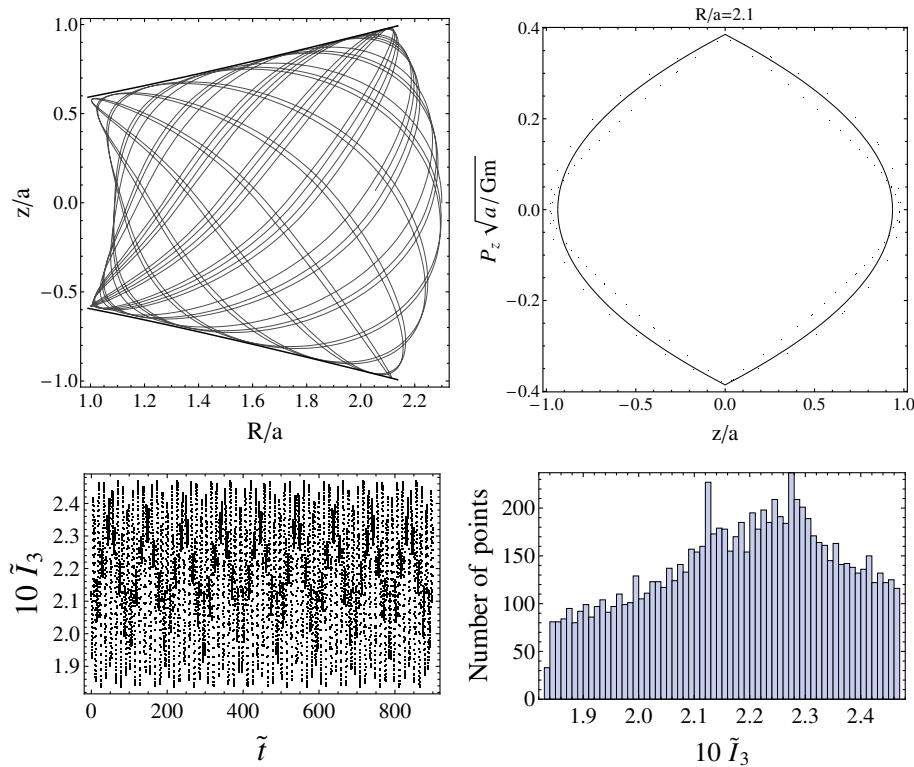 1.0
0.5
0.0
−0.5
−1.0
z/a
1.0 1.2 1.4 1.6 1.8 2.0 2.2
R/a
R/a=2.1
0.4
0.2
0.0
−0.2
−0.4
P_z √a/Gm
−1.0 −0.5 0.0 0.5 1.0
z/a
2.4
2.3
2.2
2.1
2.0
1.9
10 Ĩ_3
0 200 400 600 800
t̃
200
150
100
50
0
Number of points
1.9 2.0 2.1 2.2 2.3 2.4
10 Ĩ_3